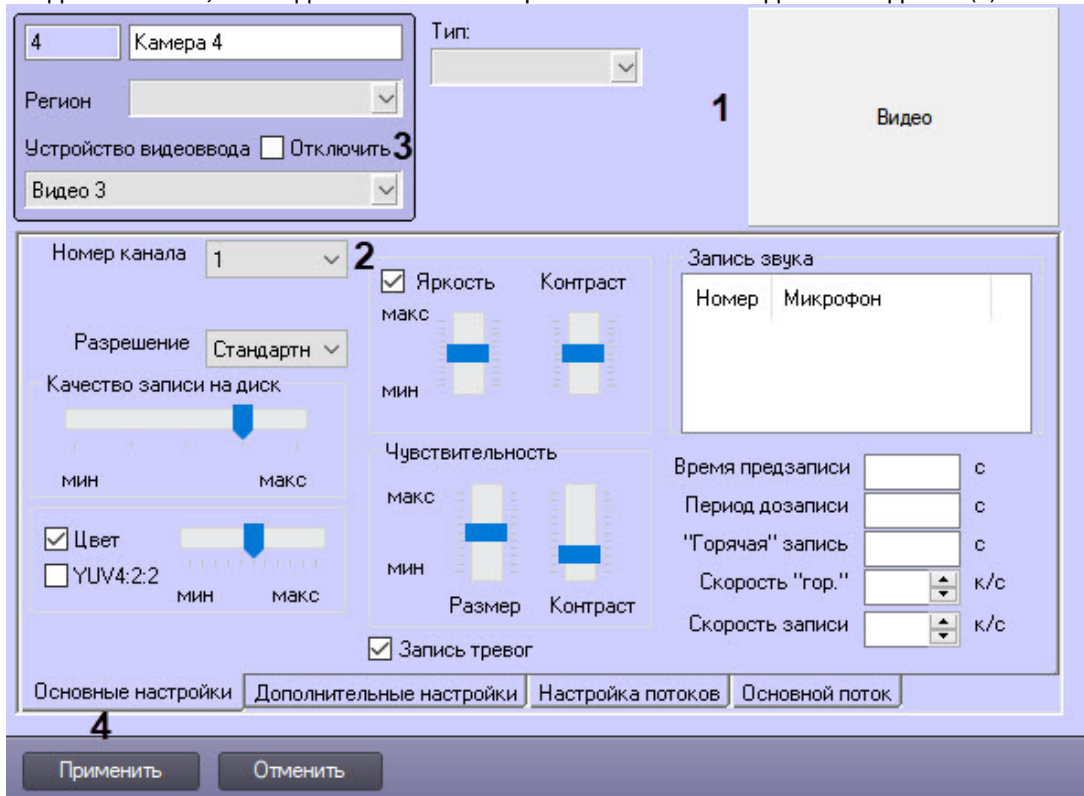 4 Камера 4
Тип:
Регион
1
Видео
Устройство видеоввода Отключить 3
Видео 3
Номер канала 1 2
Яркость Контраст
макс
мин
Разрешение Стандартн
Качество записи на диск
мин макс
Запись звука
Номер Микрофон
Чувствительность
макс
мин
Размер Контраст
Цвет
YUV4:2:2
мин макс
Время предзаписи с
Период дозаписи с
"Горячая" запись с
Скорость "гор." к/с
Скорость записи к/с
Запись тревог
Основные настройки Дополнительные настройки Настройка потоков Основной поток
4
Применить Отменить